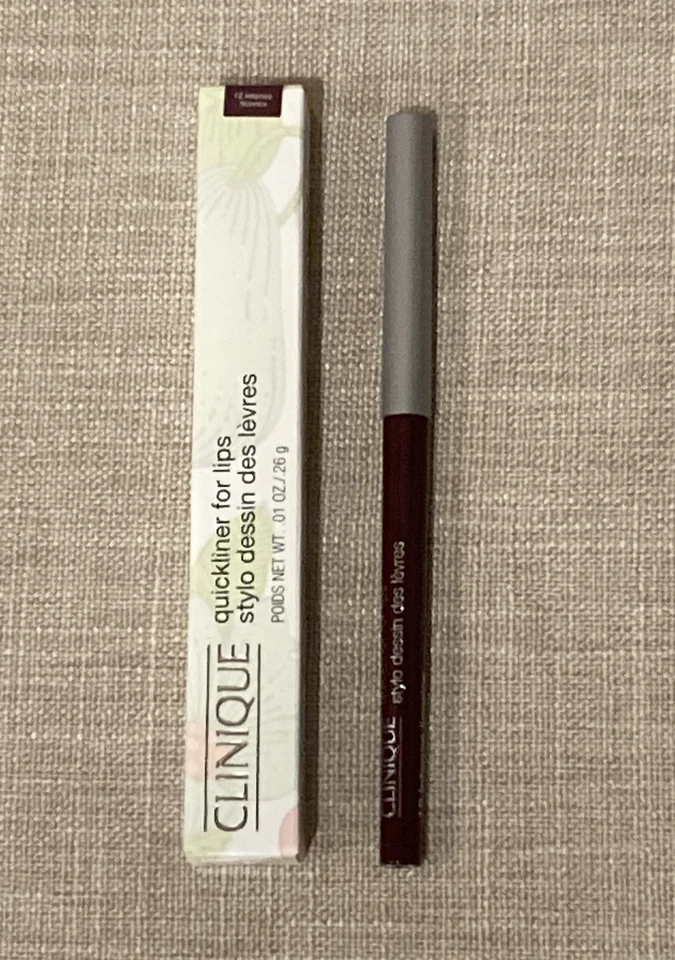 CLINIQUE
quickliner for lips
stylo dessin des lèvres
POIDS NET WT. .01 OZ./.26 g
CLINIQUE
stylo dessin des lèvres